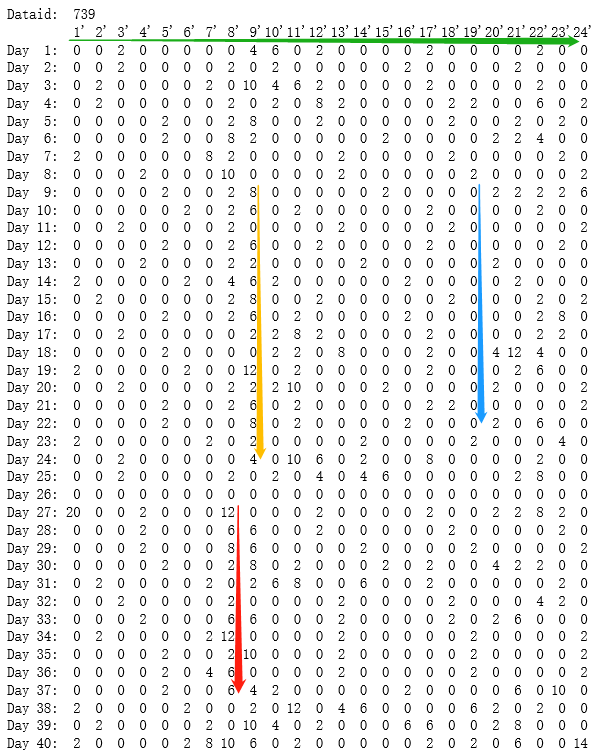 Dataid: 739
1' 2' 3' 4' 5' 6' 7' 8' 9' 10' 11' 12' 13' 14' 15' 16' 17' 18' 19' 20' 21' 22' 23' 24'
Day 1: 0 0 2 0 0 0 0 0 4 6 0 2 0 0 0 0 2 0 0 0 0 2 0 0
Day 2: 0 0 2 0 0 0 0 2 0 2 0 0 0 0 0 2 0 0 0 0 2 0 0 0
Day 3: 0 2 0 0 0 0 2 0 10 4 6 2 0 0 0 0 2 0 0 0 0 2 0 0
Day 4: 0 2 0 0 0 0 0 2 0 2 0 8 2 0 0 0 0 2 2 0 0 6 0 2
Day 5: 0 0 0 0 2 0 0 2 8 0 0 2 0 0 0 0 0 2 0 0 2 0 2 0
Day 6: 0 0 0 0 2 0 0 8 2 0 0 0 0 0 2 0 0 0 0 2 2 4 0 0
Day 7: 2 0 0 0 0 0 8 2 0 0 0 0 2 0 0 0 0 2 0 0 0 0 2 0
Day 8: 0 0 0 2 0 0 0 10 0 0 0 0 2 0 0 0 0 0 2 0 0 0 0 2
Day 9: 0 0 0 0 2 0 0 2 8 0 0 0 0 0 2 0 0 0 0 2 2 2 2 6
Day 10: 0 0 0 0 0 2 0 2 6 0 2 0 0 0 0 0 2 0 0 0 0 2 0 0
Day 11: 0 0 2 0 0 0 0 2 0 0 0 0 2 0 0 0 0 2 0 0 0 0 0 2
Day 12: 0 0 0 0 2 0 0 2 6 0 0 2 0 0 0 0 2 0 0 0 0 0 2 0
Day 13: 0 0 0 2 0 0 0 2 2 0 0 0 0 2 0 0 0 0 0 2 0 0 0 0
Day 14: 2 0 0 0 0 2 0 4 6 2 0 0 0 0 0 2 0 0 0 0 2 0 0 0
Day 15: 0 2 0 0 0 0 0 2 8 0 0 2 0 0 0 0 0 2 0 0 0 2 0 2
Day 16: 0 0 0 0 2 0 0 2 6 0 2 0 0 0 0 2 0 0 0 0 0 2 8 0
Day 17: 0 0 2 0 0 0 0 0 2 2 8 2 0 0 0 0 2 0 0 0 0 2 2 0
Day 18: 0 0 0 0 2 0 0 0 0 2 2 0 8 0 0 0 2 0 0 4 12 4 0 0
Day 19: 2 0 0 0 0 2 0 0 12 0 0 2 0 0 0 0 2 0 0 0 2 6 0 0
Day 20: 0 0 2 0 0 0 0 2 2 2 10 0 0 0 2 0 0 0 0 2 0 0 0 2
Day 21: 0 0 0 0 2 0 0 2 6 0 2 0 0 0 0 0 2 2 0 0 0 0 0 2
Day 22: 0 0 0 0 2 0 0 0 8 0 2 0 0 0 0 2 0 0 0 2 0 6 0 0
Day 23: 2 0 0 0 0 0 2 0 2 0 0 0 0 2 0 0 0 0 2 0 0 0 4 0
Day 24: 0 0 2 0 0 0 0 0 4 0 10 6 0 2 0 0 8 0 0 0 0 2 0 0
Day 25: 0 0 2 0 0 0 0 2 0 2 0 4 0 4 6 0 0 0 0 0 2 8 0 0
Day 26: 0 0 0 0 0 0 0 0 0 0 0 0 0 0 0 0 0 0 0 0 0 0 0 0
Day 27: 20 0 0 2 0 0 0 12 0 0 0 2 0 0 0 0 2 0 0 2 2 8 2 0
Day 28: 0 0 0 2 0 0 0 6 6 0 0 2 0 0 0 0 0 2 0 0 0 0 2 0
Day 29: 0 0 0 2 0 0 0 8 6 0 0 0 0 2 0 0 0 0 2 0 0 0 0 2
Day 30: 0 0 0 0 2 0 0 2 8 0 2 0 0 0 2 0 2 0 0 4 2 2 0 0
Day 31: 0 2 0 0 0 0 2 0 2 6 8 0 0 6 0 0 2 0 0 0 0 0 2 0
Day 32: 0 0 2 0 0 0 0 2 0 0 0 0 2 0 0 0 0 2 0 0 0 4 2 0
Day 33: 0 0 0 2 0 0 0 6 6 0 0 0 2 0 0 0 0 2 0 2 6 0 0 0
Day 34: 0 2 0 0 0 0 2 12 0 0 0 0 2 0 0 0 0 0 2 0 0 0 0 2
Day 35: 0 0 0 0 2 0 0 2 10 0 0 0 2 0 0 0 0 0 2 0 0 0 0 2
Day 36: 0 0 0 0 2 0 4 6 0 0 0 0 2 0 0 0 0 0 2 0 0 0 0 2
Day 37: 0 0 0 0 2 0 0 6 4 2 0 0 0 0 0 2 0 0 0 0 6 0 10 0
Day 38: 2 0 0 0 0 2 0 0 2 0 12 0 4 6 0 0 0 0 6 2 0 2 0 0
Day 39: 0 2 0 0 0 0 2 0 10 4 0 2 0 0 0 6 6 0 0 2 8 0 0 0
Day 40: 2 0 0 0 0 2 8 10 6 0 2 0 0 0 0 2 0 0 2 0 0 0 0 14